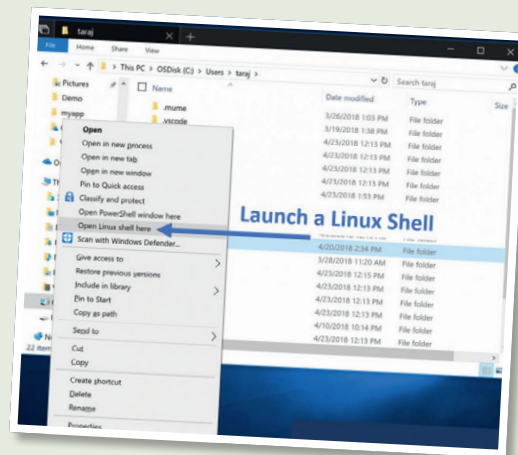 taraj
File Home Share View
This PC > OSDisk (C:) > Users > taraj >
Search taraj
Pictures
Name
Date modified
Type
Size
Demo
.mume
3/26/2018 1:03 PM
File folder
myapp
.vscode
3/19/2018 1:38 PM
File folder
4/23/2018 12:13 PM
File folder
4/23/2018 12:13 PM
File folder
4/23/2018 12:13 PM
File folder
4/23/2018 12:15 PM
File folder
4/23/2018 1:53 PM
File folder
Open
Open in new process
Open in new tab
Open in new window
Pin to Quick access
Classify and protect
Open PowerShell window here
Open Linux shell here
Scan with Windows Defender...
Give access to
Restore previous versions
Include in library
Pin to Start
Copy as path
Send to
Cut
Copy
Create shortcut
Delete
Rename
Properties
Launch a Linux Shell
4/20/2018 2:34 PM
File folder
3/28/2018 11:20 AM
File folder
4/23/2018 12:15 PM
File folder
4/23/2018 12:13 PM
File folder
4/23/2018 12:13 PM
File folder
4/23/2018 12:13 PM
File folder
4/10/2018 10:14 PM
File folder
4/23/2018 12:13 PM
File folder
22 item